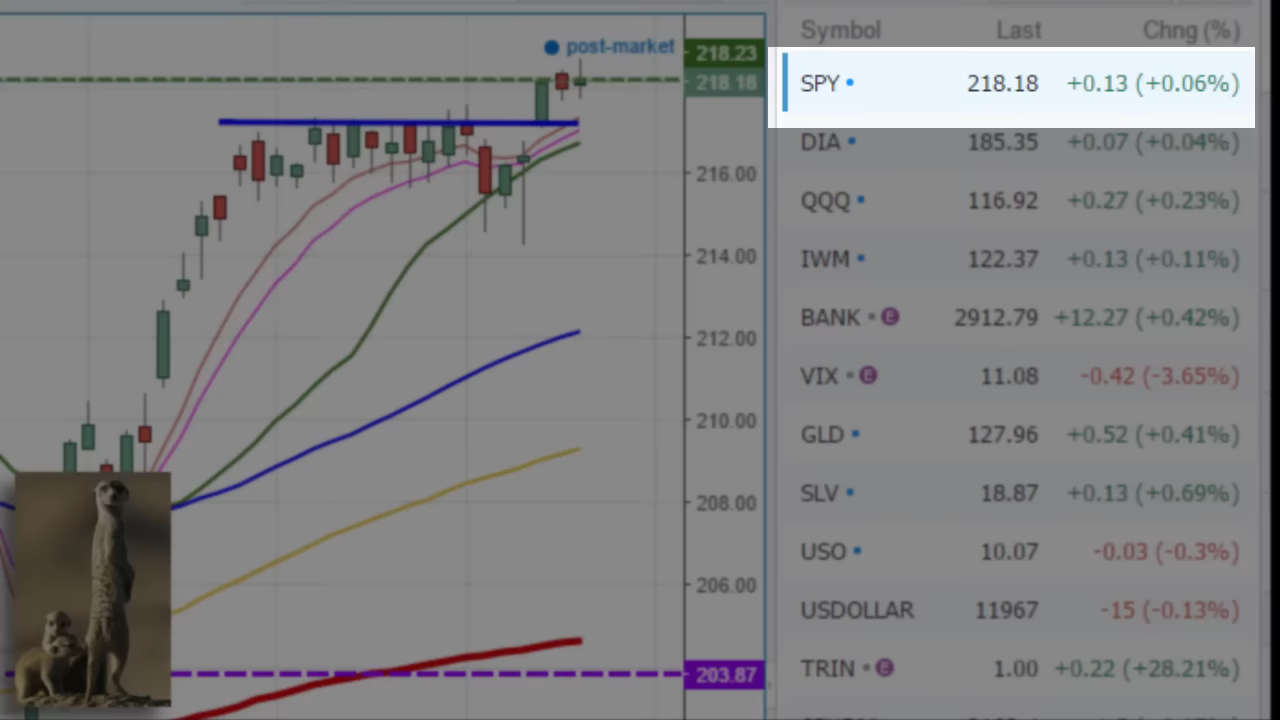 post-market
218.23
218.18
216.00
214.00
212.00
210.00
208.00
206.00
203.87
Symbol Last Chng (%)
SPY 218.18 +0.13 (+0.06%)
DIA 185.35 +0.07 (+0.04%)
QQQ 116.92 +0.27 (+0.23%)
IWM 122.37 +0.13 (+0.11%)
BANK E 2912.79 +12.27 (+0.42%)
VIX E 11.08 -0.42 (-3.65%)
GLD 127.96 +0.52 (+0.41%)
SLV 18.87 +0.13 (+0.69%)
USO 10.07 -0.03 (-0.3%)
USDOLLAR 11967 -15 (-0.13%)
TRIN E 1.00 +0.22 (+28.21%)